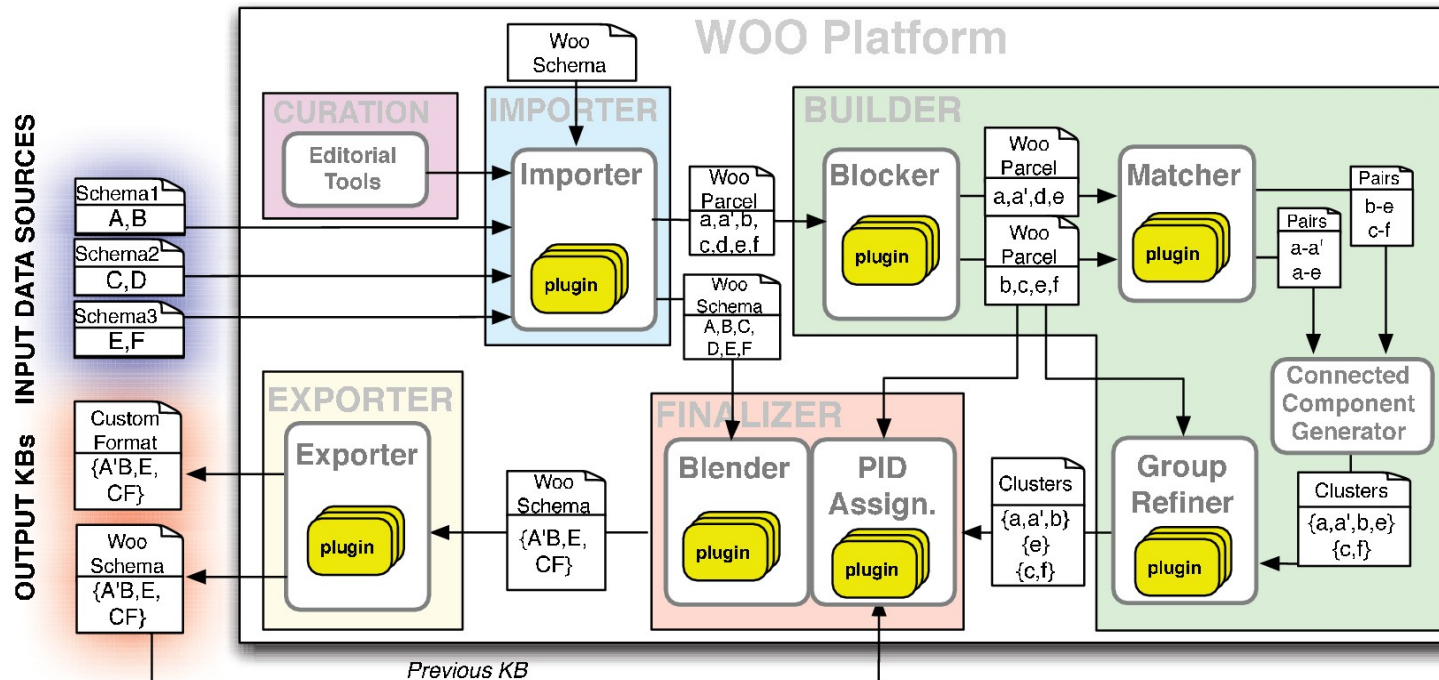 WOO Platform
INPUT DATA SOURCES
OUTPUT KBs
Schema1
A,B
Schema2
C,D
Schema3
E,F
CURATION
Editorial
Tools
Woo
Schema
IMPORTER
Importer
plugin
Woo
Parcel
a,a',b,
c,d,e,f
Woo
Schema
A,B,C,
D,E,F
BUILDER
Blocker
plugin
Woo
Parcel
a,a',d,e
Woo
Parcel
b,c,e,f
Matcher
plugin
Pairs
b-e
c-f
Pairs
a-a'
a-e
Connected
Component
Generator
Clusters
{a,a',b,e}
{c,f}
Group
Refiner
plugin
Clusters
{a,a',b}
{e}
{c,f}
FINALIZER
Blender
plugin
PID
Assign.
plugin
Woo
Schema
{A'B,E,
CF}
EXPORTER
Exporter
plugin
Custom
Format
{A'B,E,
CF}
Woo
Schema
{A'B,E,
CF}
Previous KB